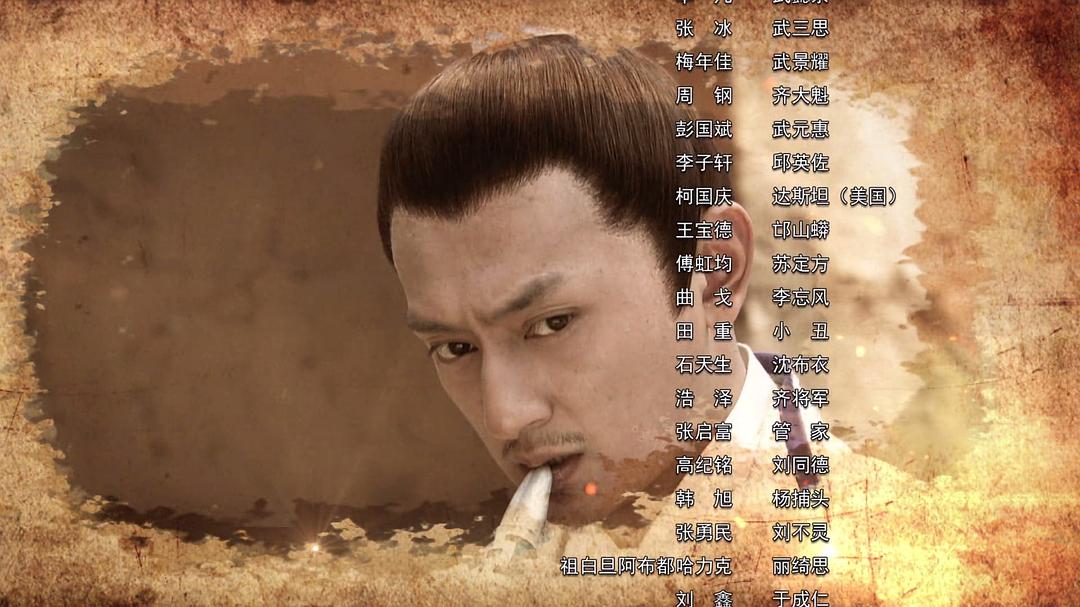 张　冰　武三思
梅年佳　武景耀
周　钢　齐大魁
彭国斌　武元惠
李子轩　邱英佐
柯国庆　达斯坦（美国）
王宝德　邙山蟒
傅虹均　苏定方
曲　戈　李忘风
田　重　小　丑
石天生　沈布衣
浩　泽　齐将军
张启富　管　家
高纪铭　刘同德
韩　旭　杨捕头
张勇民　刘不灵
祖白旦阿布都哈力克　丽绮思
刘　鑫　于成仁